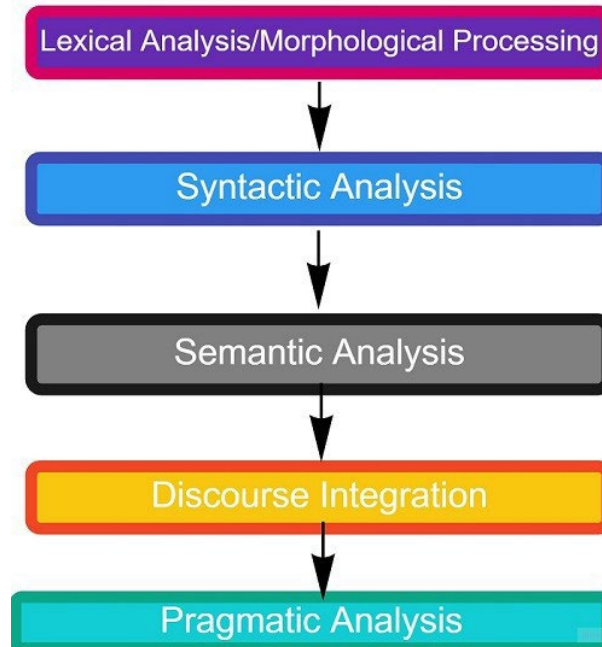 Lexical Analysis/Morphological Processing
Syntactic Analysis
Semantic Analysis
Discourse Integration
Pragmatic Analysis